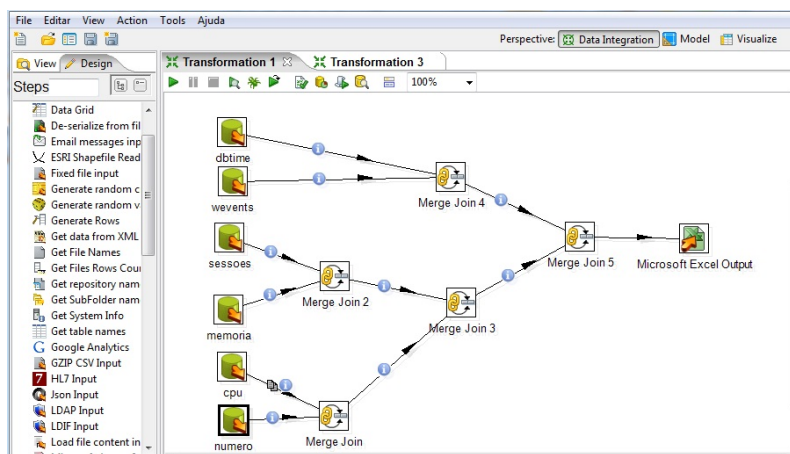 File Editar View Action Tools Ajuda
Perspective: Data Integration Model Visualize
View Design
Transformation 1 Transformation 3
Steps
100%
Data Grid
De-serialize from fil
Email messages inp
ESRI Shapefile Read
Fixed file input
Generate random c
Generate random v
Generate Rows
Get data from XML
Get File Names
Get Files Rows Cou
Get repository nam
Get SubFolder nam
Get System Info
Get table names
Google Analytics
GZIP CSV Input
HL7 Input
Json Input
LDAP Input
LDIF Input
Load file content in
dbtime
wevents
Merge Join 4
sessoes
Merge Join 5
Microsoft Excel Output
Merge Join 2
memoria
Merge Join 3
cpu
numero
Merge Join